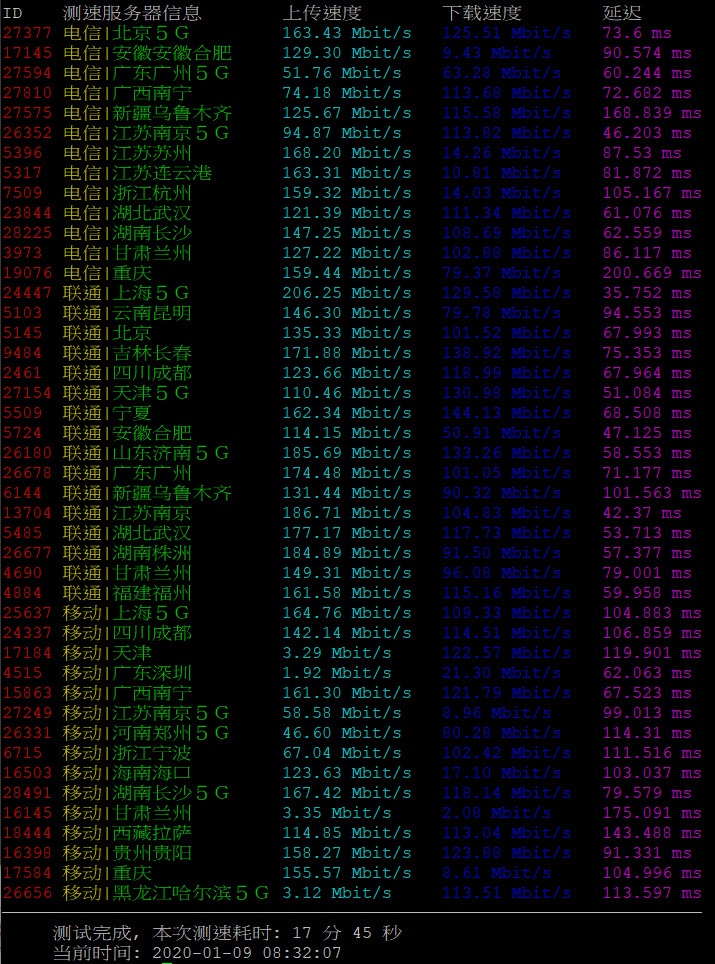 ID 测速服务器信息 上传速度 下载速度 延迟
27377 电信|北京５G 163.43 Mbit/s 125.51 Mbit/s 73.6 ms
17145 电信|安徽安徽合肥 129.30 Mbit/s 9.43 Mbit/s 90.574 ms
27594 电信|广东广州５G 51.76 Mbit/s 63.28 Mbit/s 60.244 ms
27810 电信|广西南宁 74.18 Mbit/s 113.68 Mbit/s 72.682 ms
27575 电信|新疆乌鲁木齐 125.67 Mbit/s 115.58 Mbit/s 168.839 ms
26352 电信|江苏南京５G 94.87 Mbit/s 113.82 Mbit/s 46.203 ms
5396 电信|江苏苏州 168.20 Mbit/s 14.26 Mbit/s 87.53 ms
5317 电信|江苏连云港 163.31 Mbit/s 10.81 Mbit/s 81.872 ms
7509 电信|浙江杭州 159.32 Mbit/s 14.03 Mbit/s 105.167 ms
23844 电信|湖北武汉 121.39 Mbit/s 111.34 Mbit/s 61.076 ms
28225 电信|湖南长沙 147.25 Mbit/s 108.69 Mbit/s 62.559 ms
3973 电信|甘肃兰州 127.22 Mbit/s 102.88 Mbit/s 86.117 ms
19076 电信|重庆 159.44 Mbit/s 79.37 Mbit/s 200.669 ms
24447 联通|上海５G 206.25 Mbit/s 129.58 Mbit/s 35.752 ms
5103 联通|云南昆明 146.30 Mbit/s 79.78 Mbit/s 94.553 ms
5145 联通|北京 135.33 Mbit/s 101.52 Mbit/s 67.993 ms
9484 联通|吉林长春 171.88 Mbit/s 138.92 Mbit/s 75.353 ms
2461 联通|四川成都 123.66 Mbit/s 118.99 Mbit/s 67.964 ms
27154 联通|天津５G 110.46 Mbit/s 130.98 Mbit/s 51.084 ms
5509 联通|宁夏 162.34 Mbit/s 144.13 Mbit/s 68.508 ms
5724 联通|安徽合肥 114.15 Mbit/s 50.91 Mbit/s 47.125 ms
26180 联通|山东济南５G 185.69 Mbit/s 133.26 Mbit/s 58.553 ms
26678 联通|广东广州 174.48 Mbit/s 101.05 Mbit/s 71.177 ms
6144 联通|新疆乌鲁木齐 131.44 Mbit/s 90.32 Mbit/s 101.563 ms
13704 联通|江苏南京 186.71 Mbit/s 104.83 Mbit/s 42.37 ms
5485 联通|湖北武汉 177.17 Mbit/s 117.73 Mbit/s 53.713 ms
26677 联通|湖南株洲 184.89 Mbit/s 91.50 Mbit/s 57.377 ms
4690 联通|甘肃兰州 149.31 Mbit/s 96.08 Mbit/s 79.001 ms
4884 联通|福建福州 161.58 Mbit/s 115.16 Mbit/s 59.958 ms
25637 移动|上海５G 164.76 Mbit/s 109.33 Mbit/s 104.883 ms
24337 移动|四川成都 142.14 Mbit/s 114.51 Mbit/s 106.859 ms
17184 移动|天津 3.29 Mbit/s 122.57 Mbit/s 119.901 ms
4515 移动|广东深圳 1.92 Mbit/s 21.30 Mbit/s 62.063 ms
15863 移动|广西南宁 161.30 Mbit/s 121.79 Mbit/s 67.523 ms
27249 移动|江苏南京５G 58.58 Mbit/s 8.96 Mbit/s 99.013 ms
26331 移动|河南郑州５G 46.60 Mbit/s 80.28 Mbit/s 114.31 ms
6715 移动|浙江宁波 67.04 Mbit/s 102.42 Mbit/s 111.516 ms
16503 移动|海南海口 123.63 Mbit/s 17.10 Mbit/s 103.037 ms
28491 移动|湖南长沙５G 167.42 Mbit/s 118.14 Mbit/s 79.579 ms
16145 移动|甘肃兰州 3.35 Mbit/s 2.08 Mbit/s 175.091 ms
18444 移动|西藏拉萨 114.85 Mbit/s 113.04 Mbit/s 143.488 ms
16398 移动|贵州贵阳 158.27 Mbit/s 123.88 Mbit/s 91.331 ms
17584 移动|重庆 155.57 Mbit/s 8.61 Mbit/s 104.996 ms
26656 移动|黑龙江哈尔滨５G 3.12 Mbit/s 113.51 Mbit/s 113.597 ms
测试完成, 本次测速耗时: 17 分 45 秒
当前时间: 2020-01-09 08:32:07